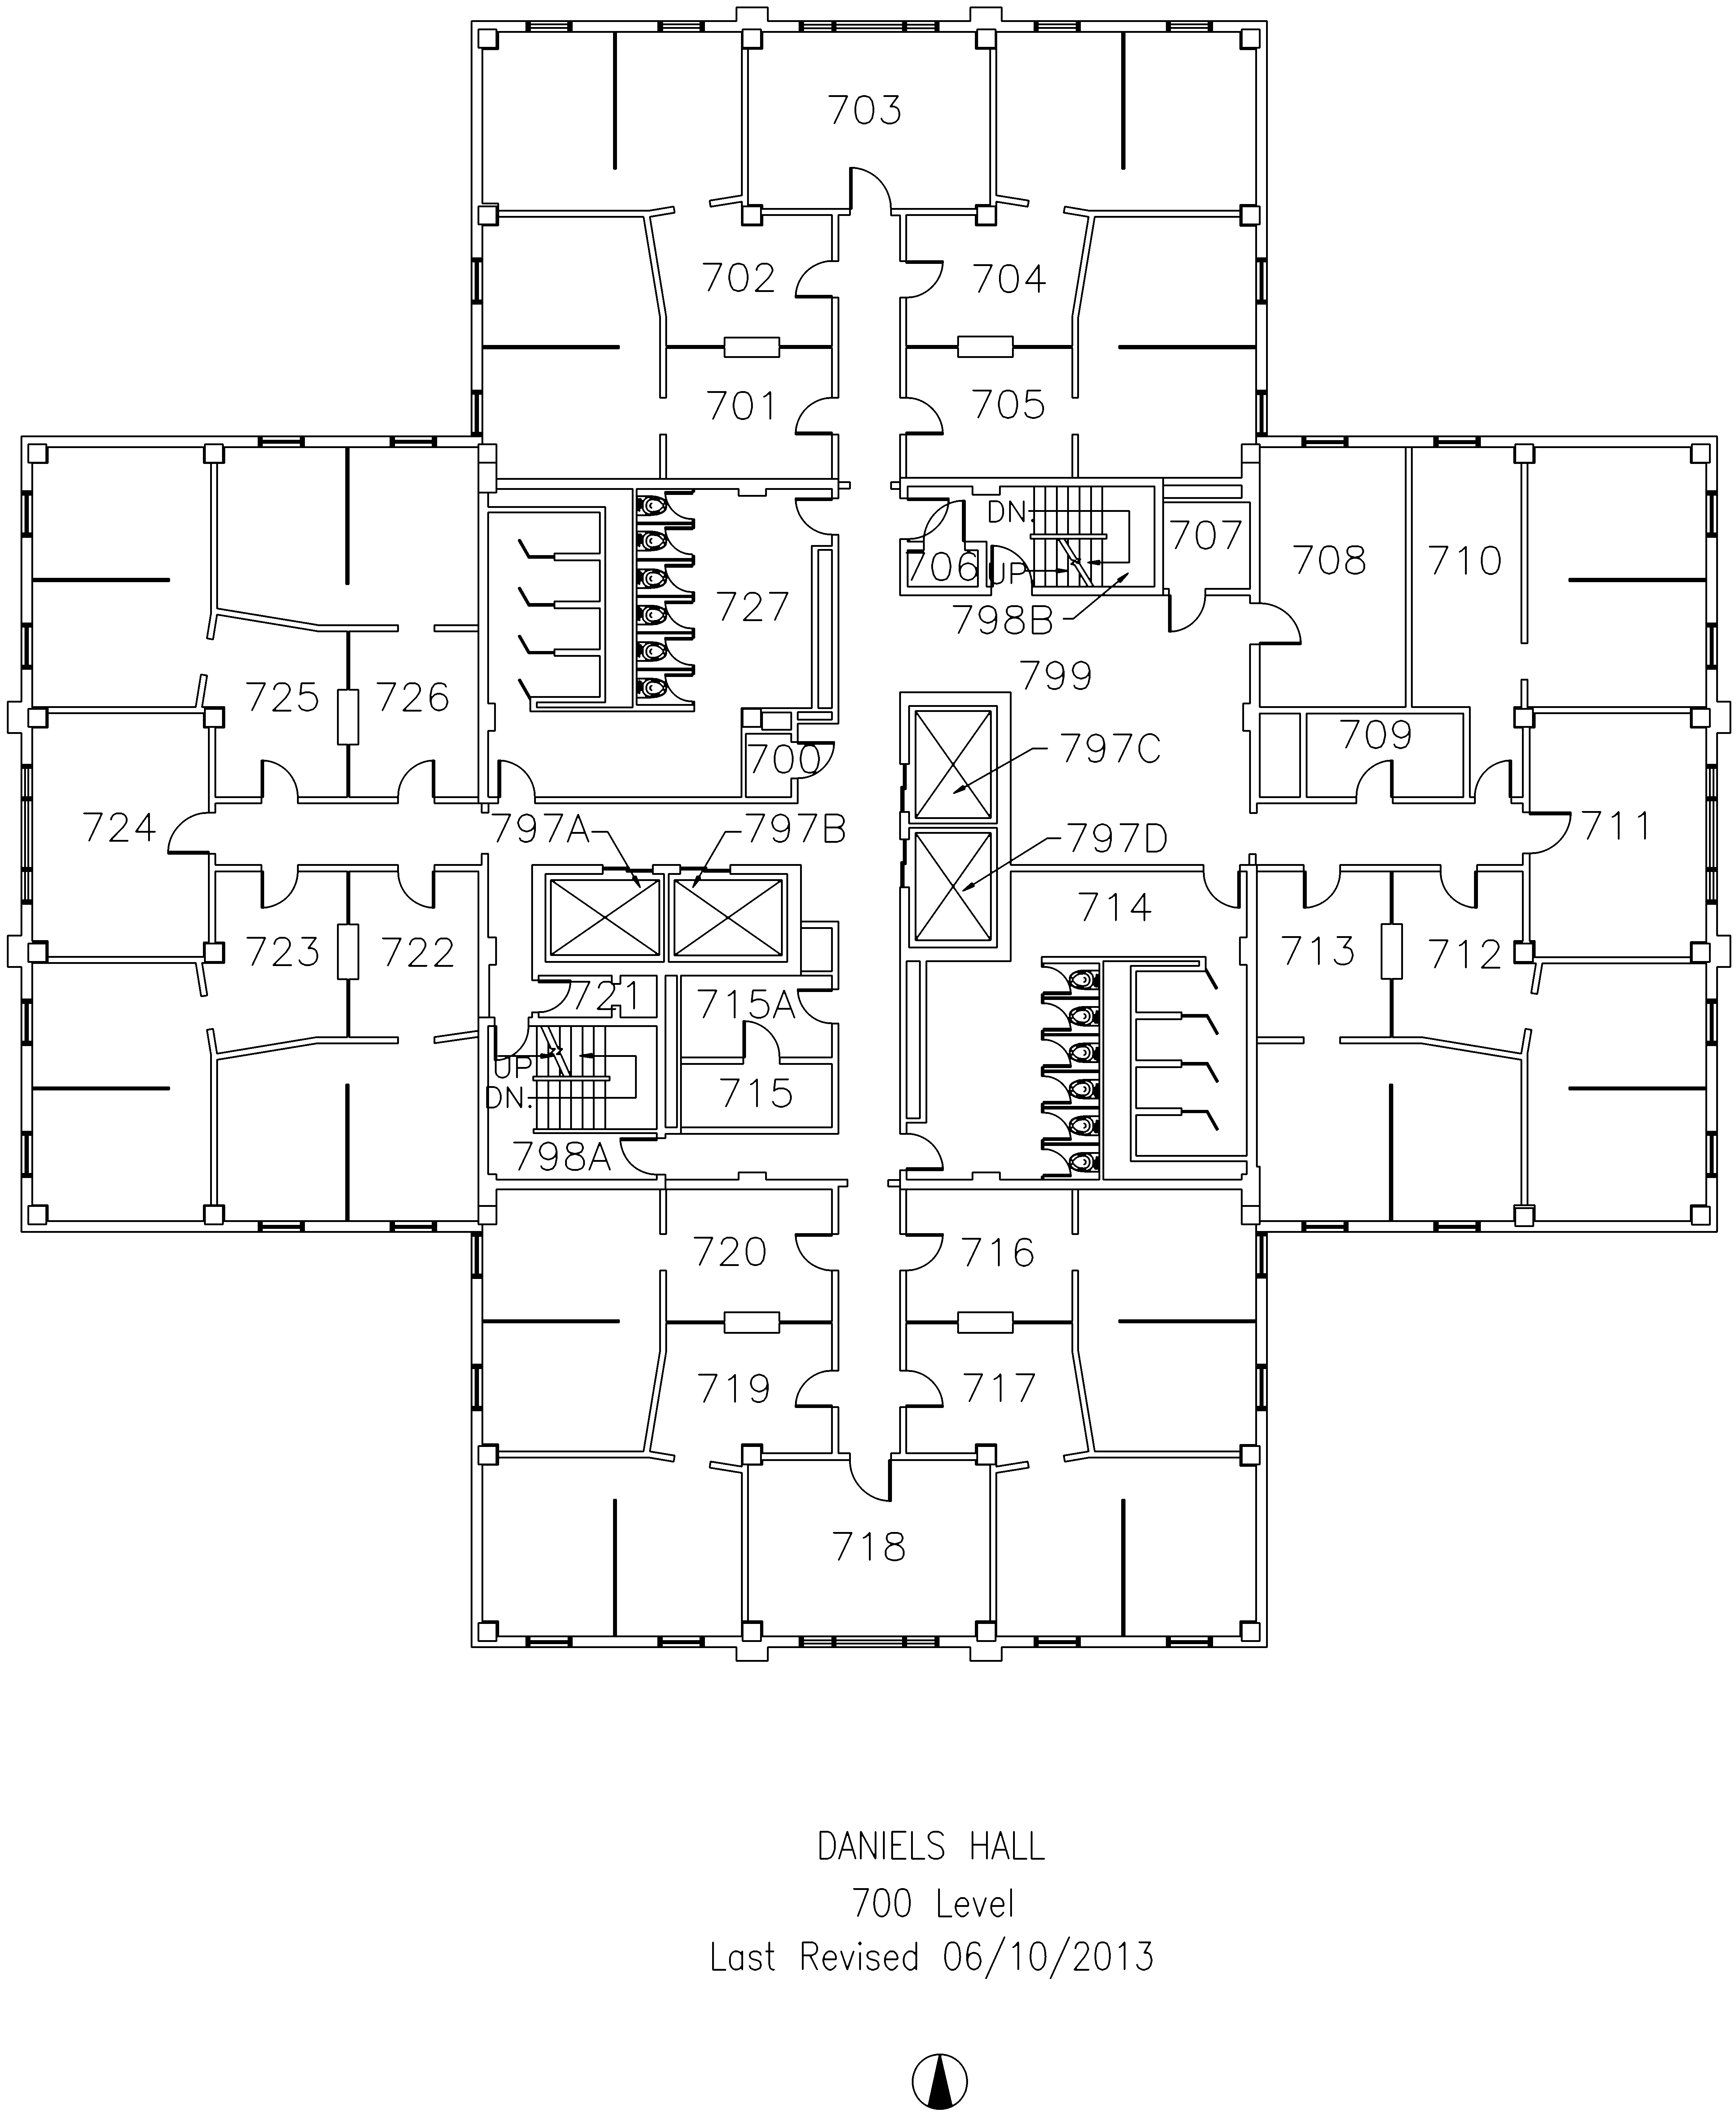 703
702
704
701
705
DN.
707
706
UP
708
710
727
798B
799
725
726
709
700
797C
724
797A
797B
797D
711
714
723
722
713
712
721
715A
UP
DN.
715
798A
720
716
719
717
718
DANIELS HALL
700 Level
Last Revised 06/10/2013